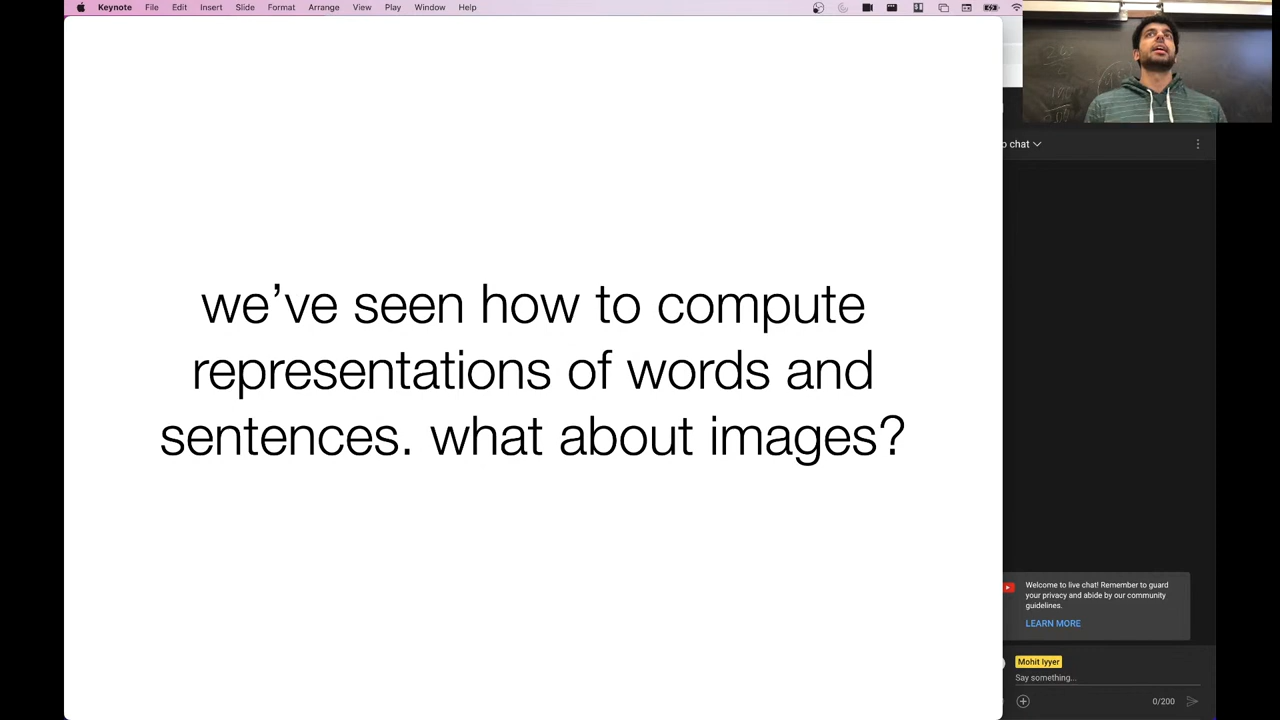 Keynote File Edit Insert Slide Format Arrange View Play Window Help
we've seen how to compute
representations of words and
sentences. what about images?
chat
Welcome to live chat! Remember to guard
your privacy and abide by our community
guidelines.
LEARN MORE
Mohit Iyyer
Say something...
0/200